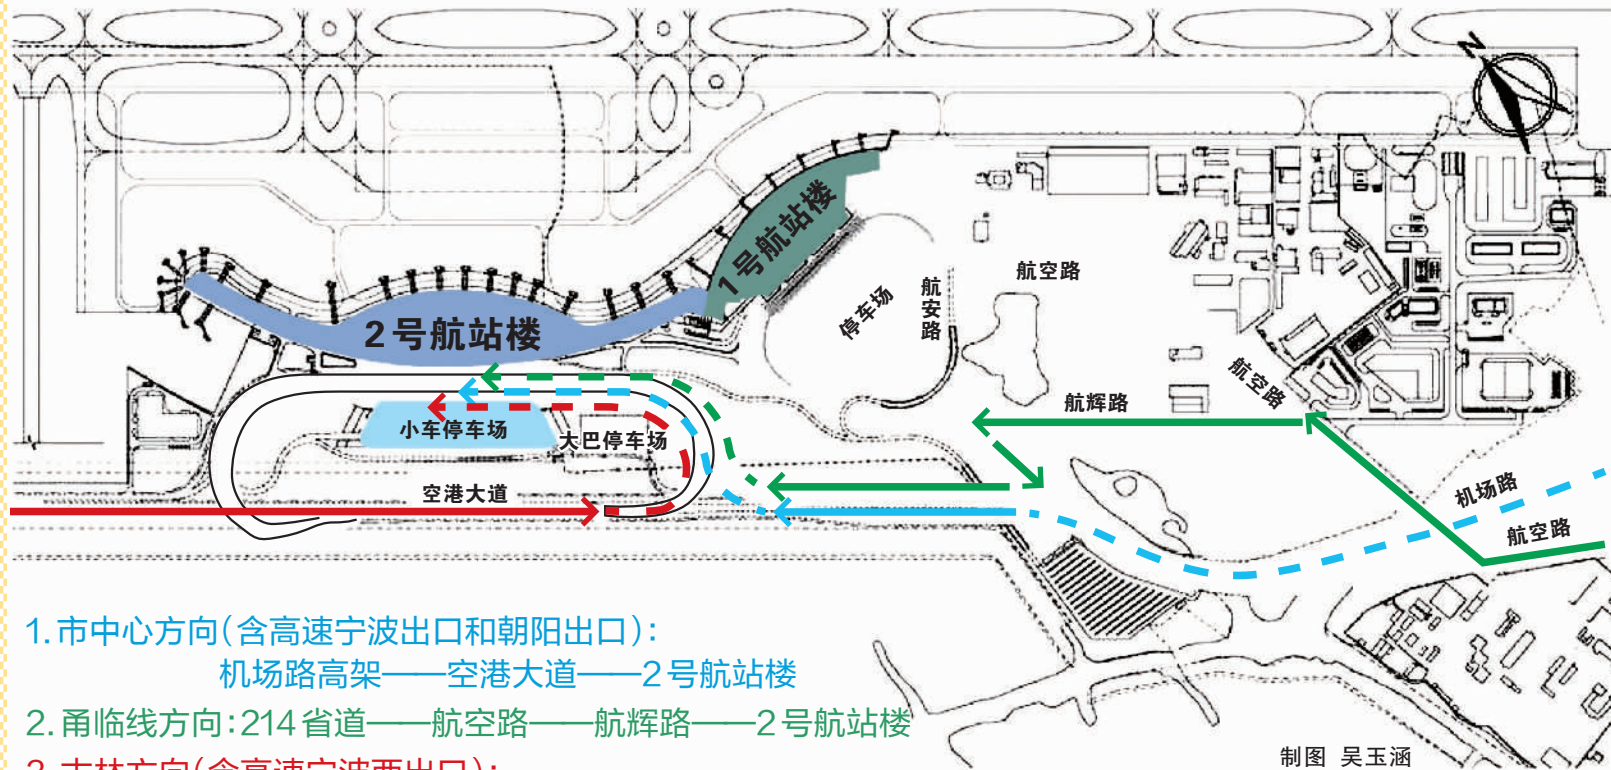 N
1号航站楼
航空路
航安路
停车场
2号航站楼
航空路
航辉路
小车停车场
大巴停车场
空港大道
机场路
航空路
1.市中心方向(含高速宁波出口和朝阳出口):
机场路高架——空港大道——2号航站楼
2.甬临线方向:214省道——航空路——航辉路——2号航站楼
制图 吴玉涵